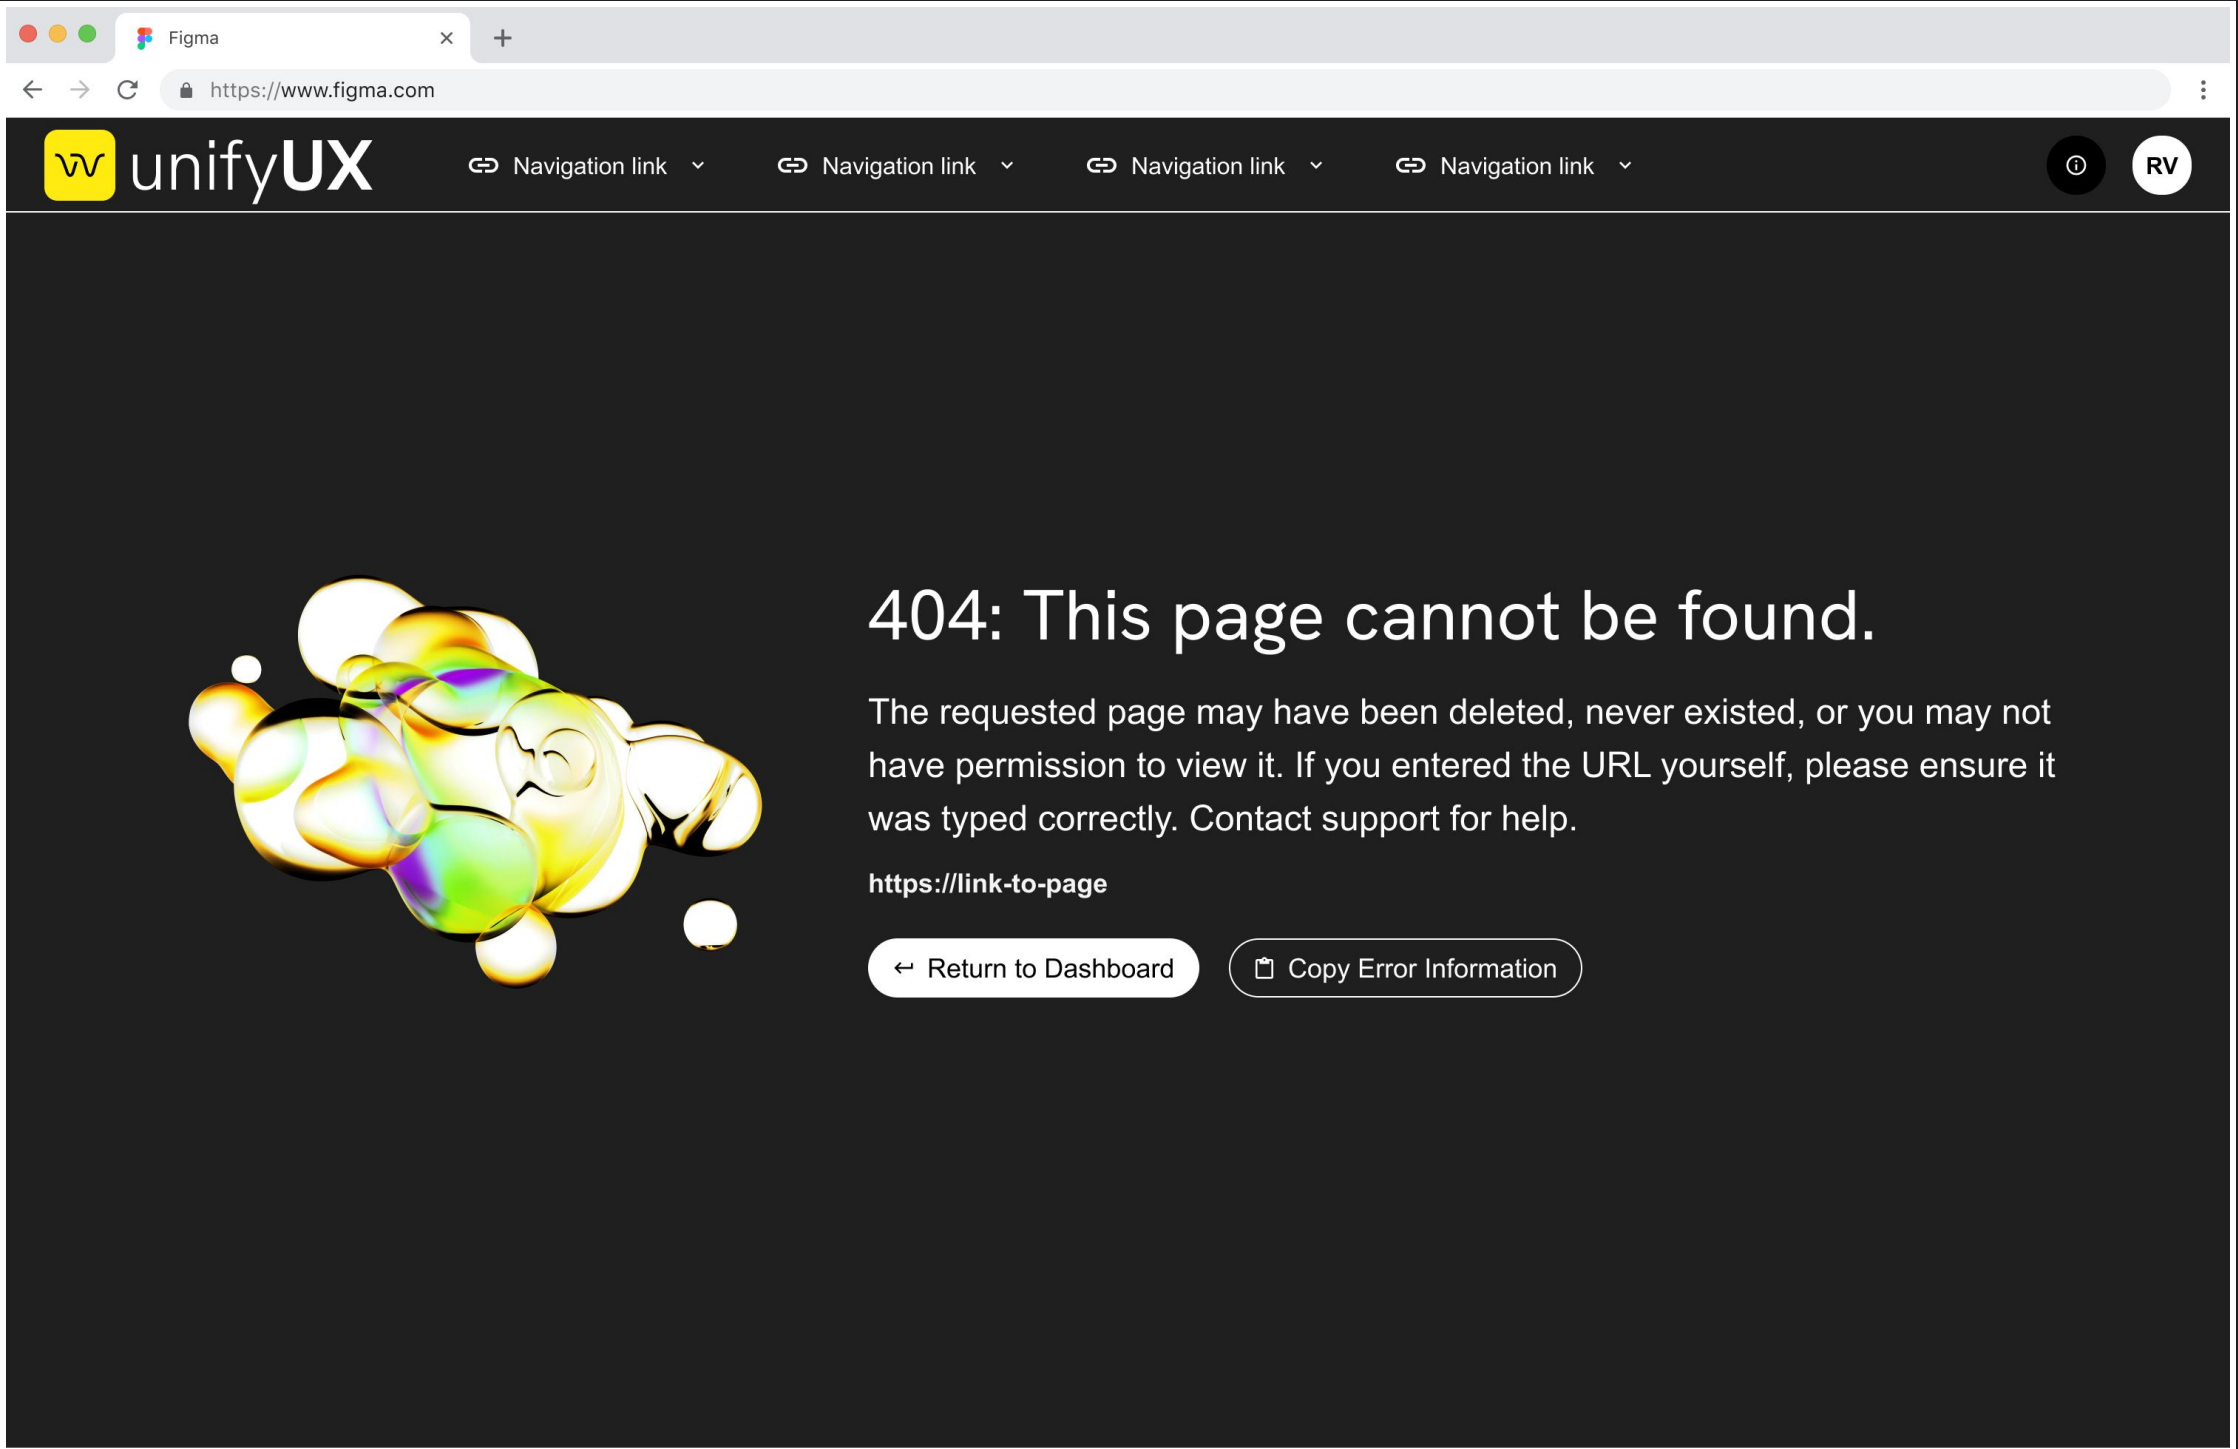 Figma
https://www.figma.com
unifyUX
Navigation link
Navigation link
Navigation link
Navigation link
RV
404: This page cannot be found.
The requested page may have been deleted, never existed, or you may not
have permission to view it. If you entered the URL yourself, please ensure it
was typed correctly. Contact support for help.
https://link-to-page
Return to Dashboard
Copy Error Information